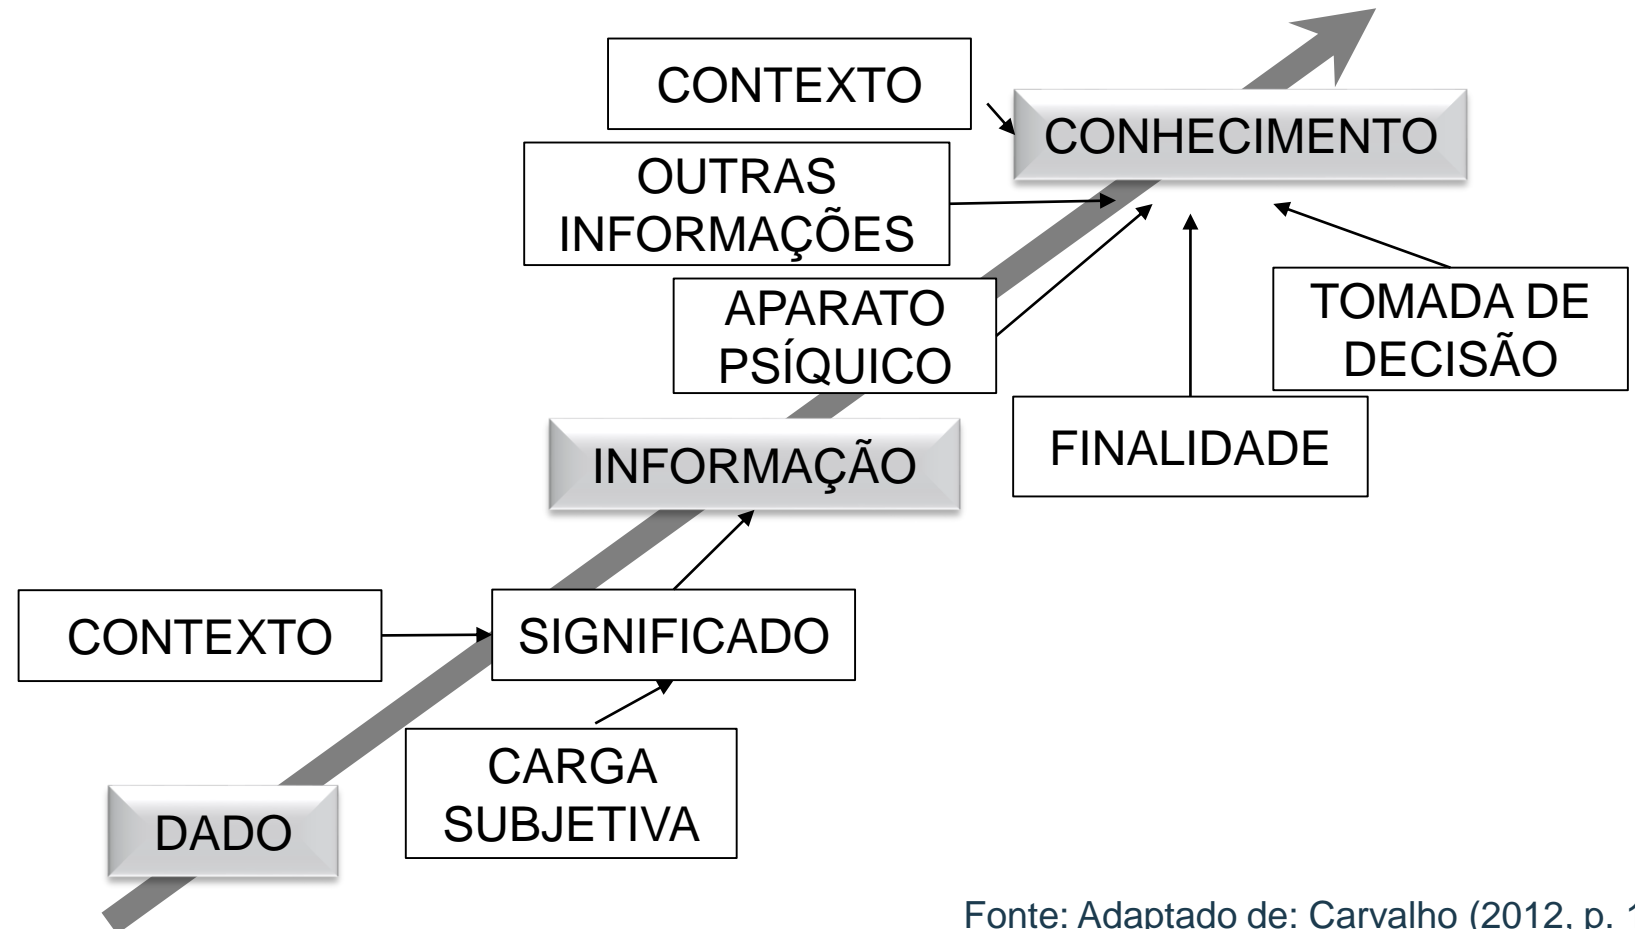 CONTEXTO
CONHECIMENTO
OUTRAS
INFORMAÇÕES
APARATO
PSÍQUICO
TOMADA DE
DECISÃO
FINALIDADE
INFORMAÇÃO
CONTEXTO
SIGNIFICADO
CARGA
SUBJETIVA
DADO
Fonte: Adaptado de: Carvalho (2012, p.